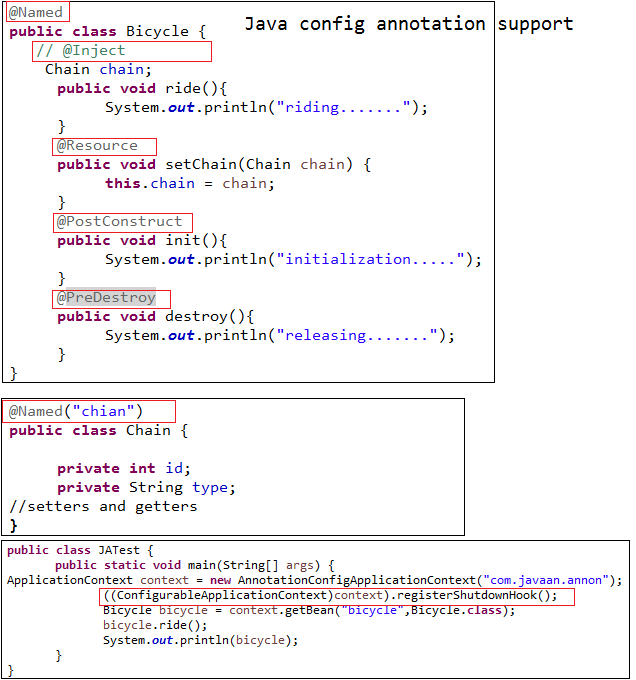 @Named
Java config annotation support
public class Bicycle {
// @Inject
Chain chain;
public void ride(){
System.out.println("riding.......");
}
@Resource
public void setChain(Chain chain) {
this.chain = chain;
}
@PostConstruct
public void init(){
System.out.println("initialization.....");
}
@PreDestroy
public void destroy(){
System.out.println("releasing.......");
}
}
@Named("chian")
public class Chain {
private int id;
private String type;
//setters and getters
}
public class JATest {
public static void main(String[] args) {
ApplicationContext context = new AnnotationConfigApplicationContext("com.javaan.annon");
((ConfigurableApplicationContext)context).registerShutdownHook();
Bicycle bicycle = context.getBean("bicycle",Bicycle.class);
bicycle.ride();
System.out.println(bicycle);
}
}